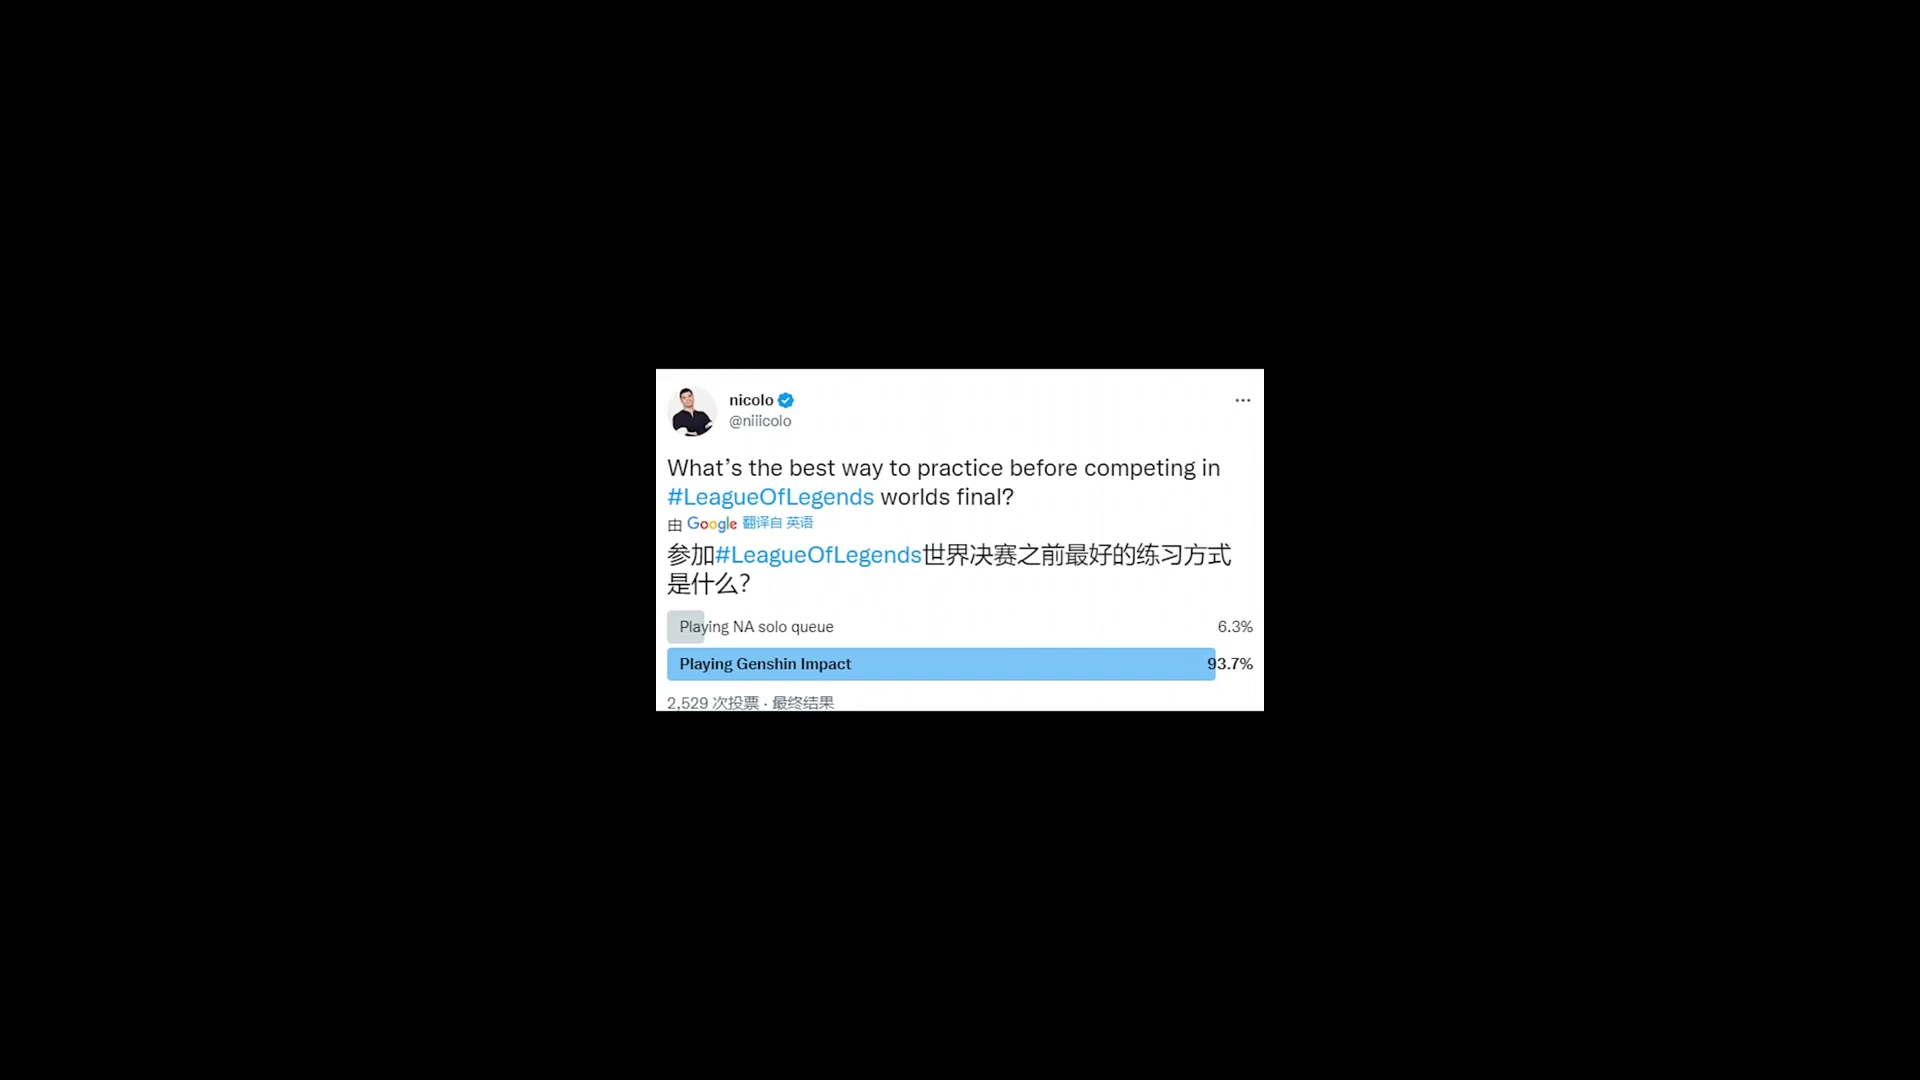 nicolo
@niiicolo
What’s the best way to practice before competing in
#LeagueOfLegends worlds final?
由 Google 翻译自 英语
参加#LeagueOfLegends世界决赛之前最好的练习方式
是什么？
Playing NA solo queue 6.3%
Playing Genshin Impact 93.7%
2,529 次投票 · 最终结果